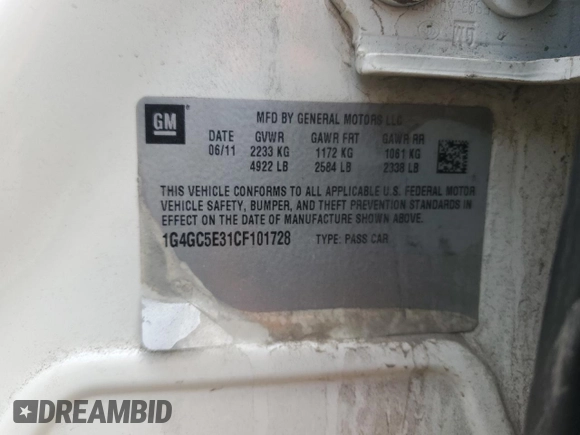 GM
MFD BY GENERAL MOTORS LLC
DATE GVWR GAWR FRT GAWR RR
06/11 2233 KG 1172 KG 1061 KG
4922 LB 2584 LB 2338 LB
THIS VEHICLE CONFORMS TO ALL APPLICABLE U.S. FEDERAL MOTOR
VEHICLE SAFETY, BUMPER, AND THEFT PREVENTION STANDARDS IN
EFFECT ON THE DATE OF MANUFACTURE SHOWN ABOVE.
1G4GC5E31CF101728 TYPE: PASS CAR
DREAMBID